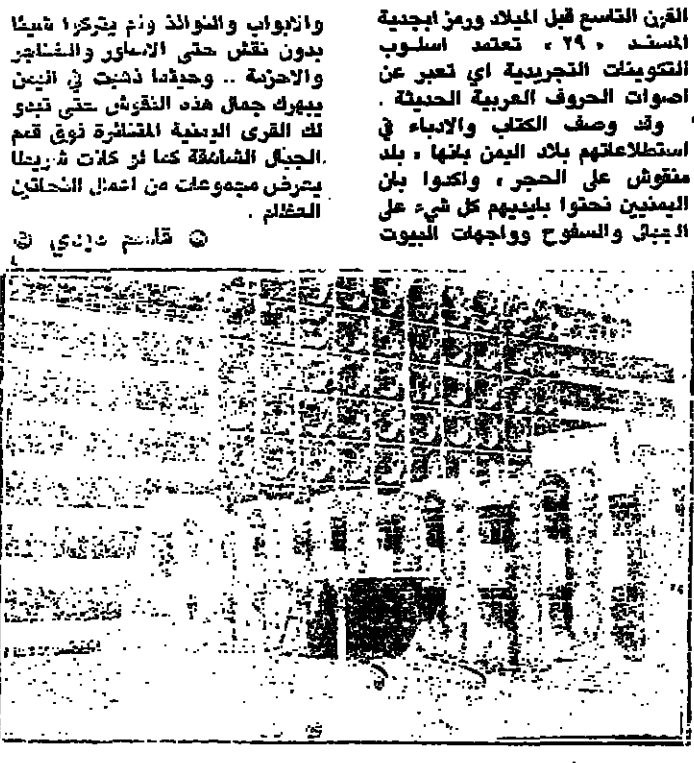 القرن التاسع قبل الميلاد ورمز ابجدية
المسند « ٢٩ » تعتمد اسلوب
التكوينات التجريدية اي تعبر عن
اصوات الحروف العربية الحديثة .
وقد وصف الكتاب والادباء في
استطلاعاتهم بلاد اليمن بانها « بلد
منقوش على الحجر » واكدوا بان
اليمنيين نحتوا بايديهم كل شيء على
الجبال والسفوح وواجهات البيوت
والابواب والنوافذ ولم يتركوا شيئا
بدون نقش حتى الاساور والخناجر
والاحزمة .. وحيثما ذهبت في اليمن
يبهرك جمال هذه النقوش حتى تبدو
لك القرى اليمنية المتناثرة فوق قمم
الجبال الشاهقة كما لو كانت شريطا
يعرض مجموعات من اعمال النحاتين
العظام .
قاسم